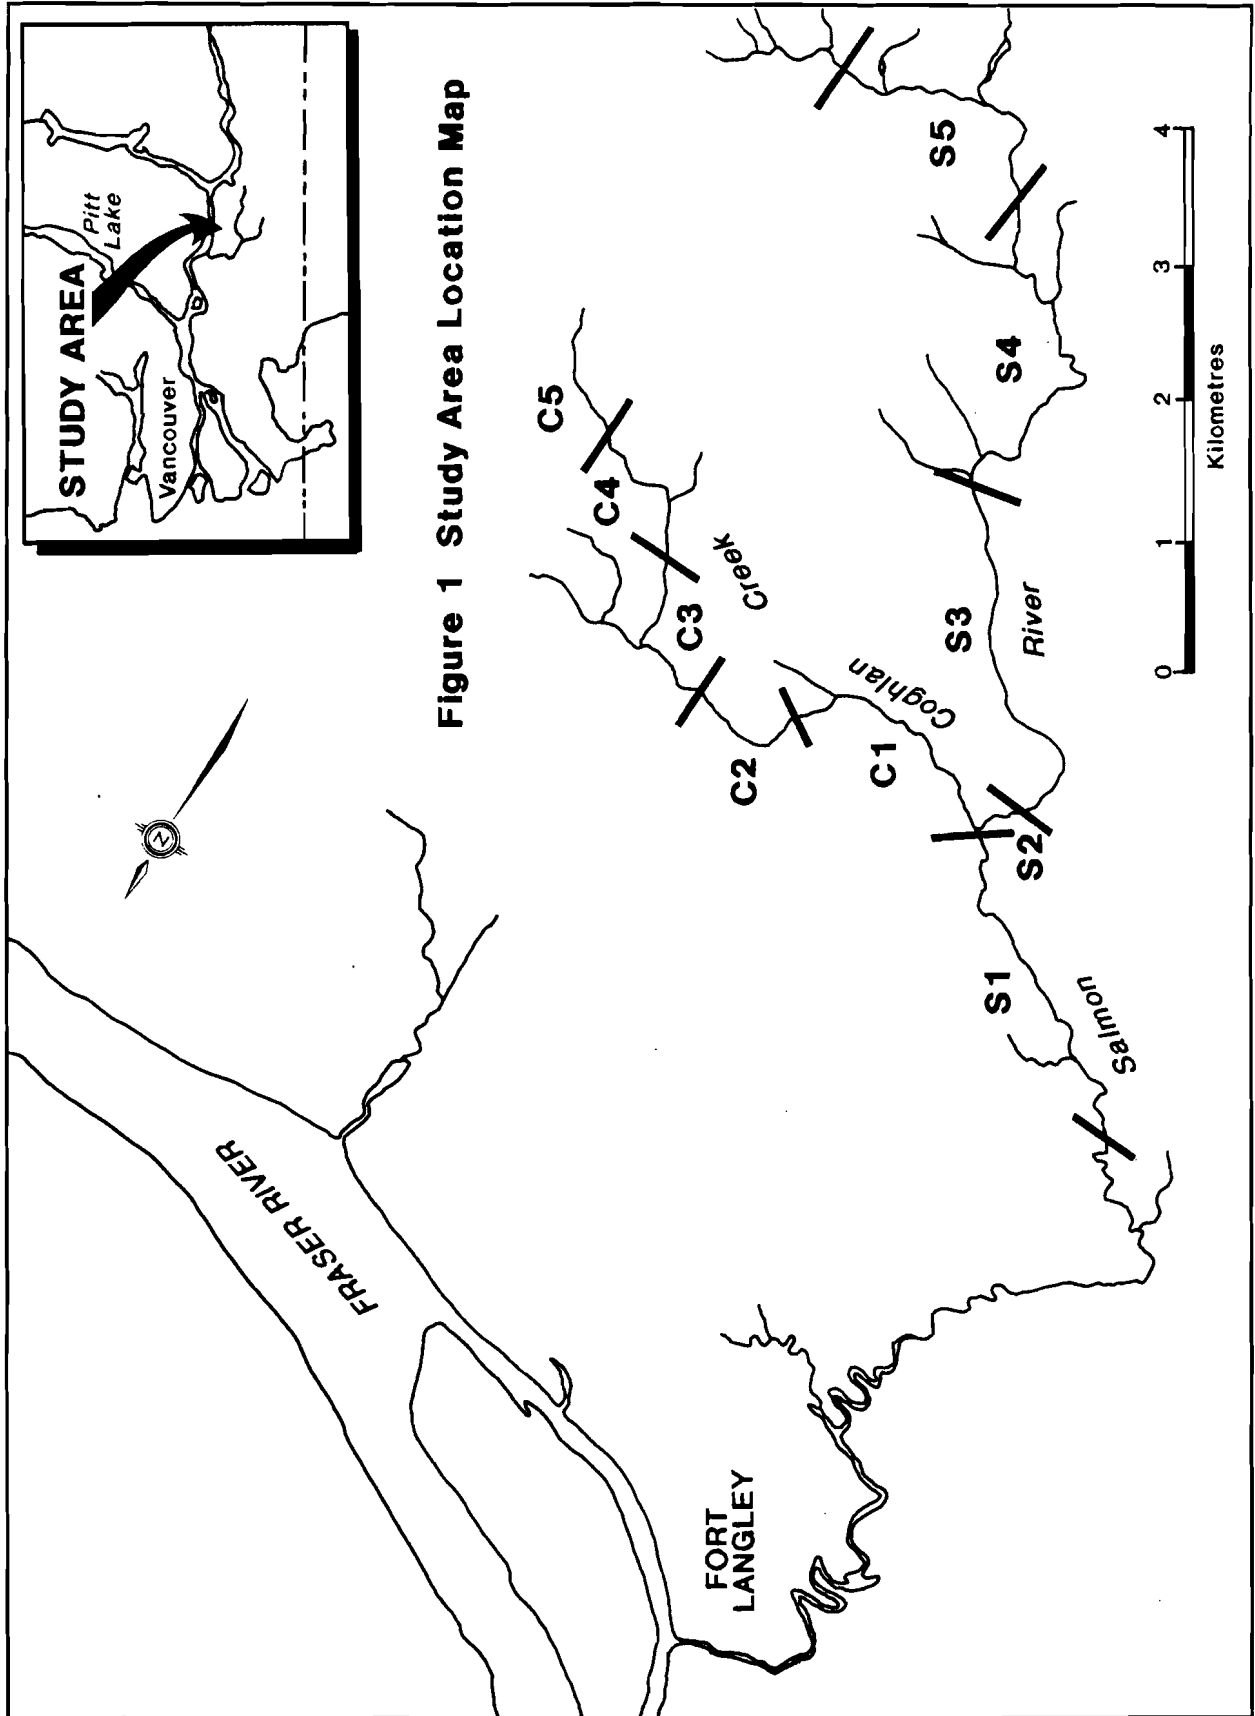 STUDY AREA
Pitt
Lake
Vancouver
Figure 1 Study Area Location Map
N
FRASER RIVER
FORT
LANGLEY
C5
C4
C3
Creek
C2
Coghlan
C1
S5
S4
S3
River
S2
S1
Salmon
0 1 2 3 4
Kilometres